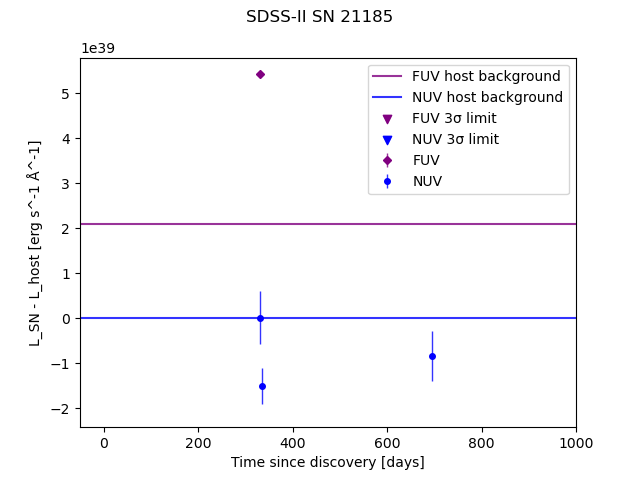 SDSS-II SN 21185
1e39
FUV host background
NUV host background
FUV 3σ limit
NUV 3σ limit
FUV
NUV
5
4
3
2
1
0
−1
−2
L_SN - L_host [erg s^-1 Å^-1]
0 200 400 600 800 1000
Time since discovery [days]